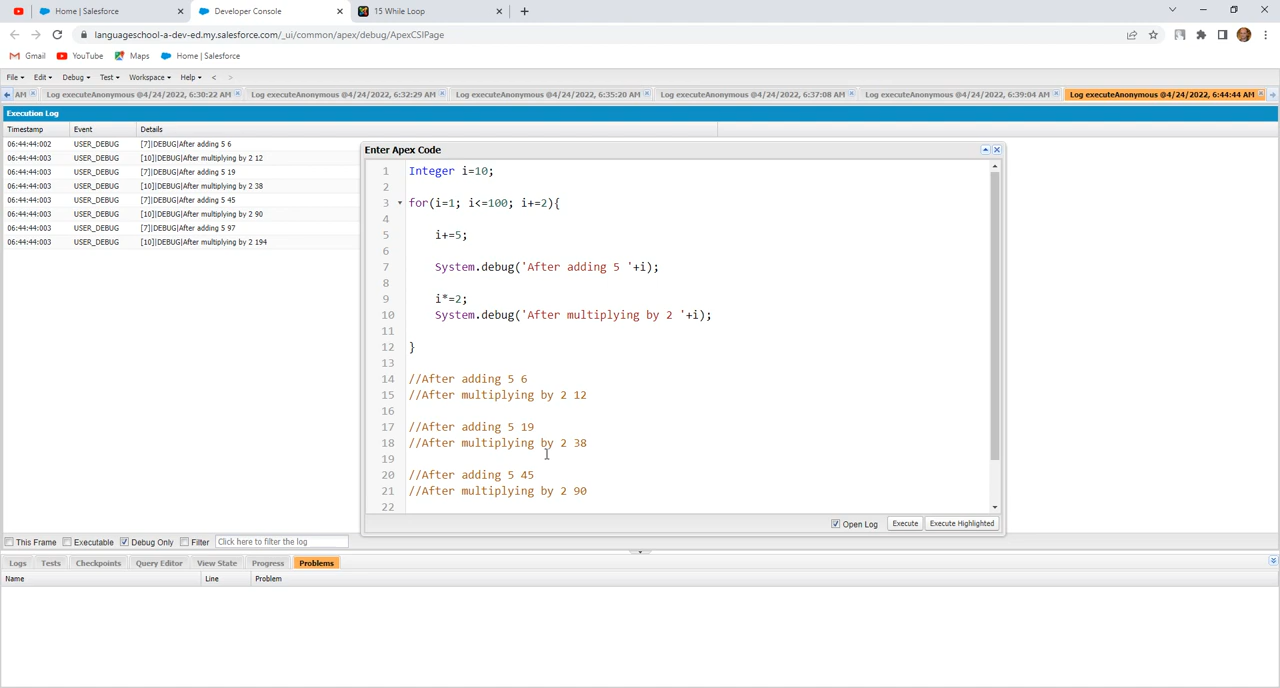 Home | Salesforce
Developer Console
15 While Loop
languageschool-a-dev-ed.my.salesforce.com/_ui/common/apex/debug/ApexCSIPage
Gmail YouTube Maps Home | Salesforce
File Edit Debug Test Workspace Help < >
AM Log executeAnonymous @4/24/2022, 6:30:22 AM Log executeAnonymous @4/24/2022, 6:32:29 AM Log executeAnonymous @4/24/2022, 6:35:20 AM Log executeAnonymous @4/24/2022, 6:37:08 AM Log executeAnonymous @4/24/2022, 6:39:04 AM Log executeAnonymous @4/24/2022, 6:44:44 AM
Execution Log
Timestamp Event Details
06:44:44:002 USER_DEBUG [7]|DEBUG|After adding 5 6
06:44:44:003 USER_DEBUG [10]|DEBUG|After multiplying by 2 12
06:44:44:003 USER_DEBUG [7]|DEBUG|After adding 5 19
06:44:44:003 USER_DEBUG [10]|DEBUG|After multiplying by 2 38
06:44:44:003 USER_DEBUG [7]|DEBUG|After adding 5 45
06:44:44:003 USER_DEBUG [10]|DEBUG|After multiplying by 2 90
06:44:44:003 USER_DEBUG [7]|DEBUG|After adding 5 97
06:44:44:003 USER_DEBUG [10]|DEBUG|After multiplying by 2 194
Enter Apex Code
1 Integer i=10;
2
3 for(i=1; i<=100; i+=2){
4
5 i+=5;
6
7 System.debug('After adding 5 '+i);
8
9 i*=2;
10 System.debug('After multiplying by 2 '+i);
11
12 }
13
14 //After adding 5 6
15 //After multiplying by 2 12
16
17 //After adding 5 19
18 //After multiplying by 2 38
19
20 //After adding 5 45
21 //After multiplying by 2 90
22
Open Log Execute Execute Highlighted
This Frame Executable Debug Only Filter Click here to filter the log
Logs Tests Checkpoints Query Editor View State Progress Problems
Name Line Problem